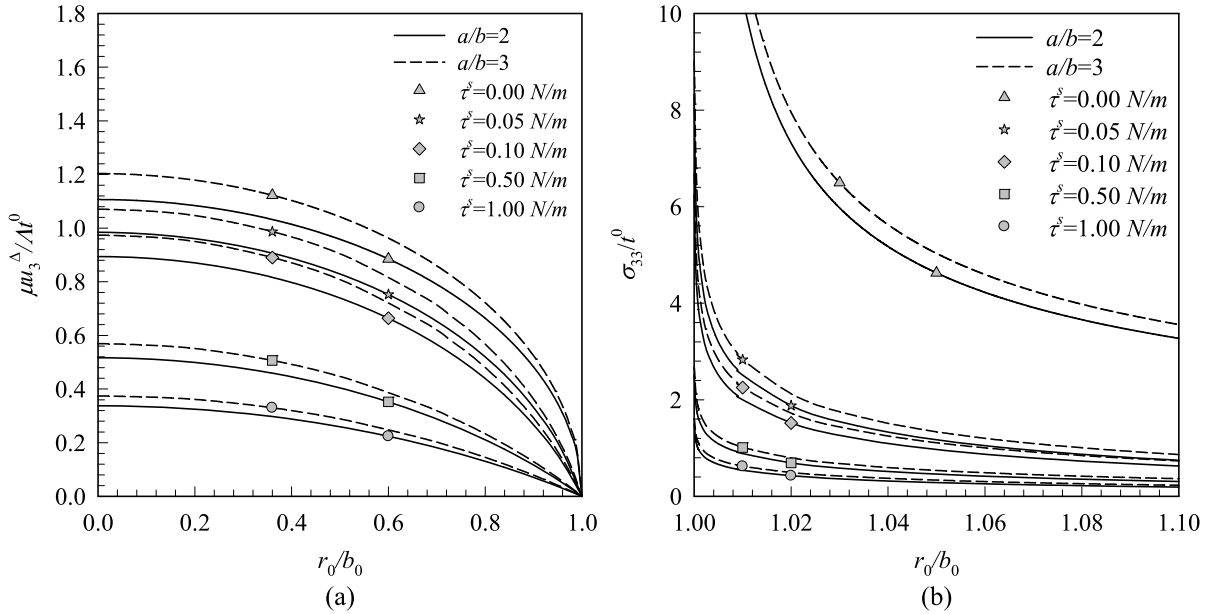 1.8
1.6
1.4
1.2
1.0
0.8
0.6
0.4
0.2
0.0
μu₃^Δ/Λt⁰
a/b=2
a/b=3
τˢ=0.00 N/m
τˢ=0.05 N/m
τˢ=0.10 N/m
τˢ=0.50 N/m
τˢ=1.00 N/m
0.0 0.2 0.4 0.6 0.8 1.0
r₀/b₀
(a)
10
8
6
4
2
0
σ₃₃/t⁰
a/b=2
a/b=3
τˢ=0.00 N/m
τˢ=0.05 N/m
τˢ=0.10 N/m
τˢ=0.50 N/m
τˢ=1.00 N/m
1.00 1.02 1.04 1.06 1.08 1.10
r₀/b₀
(b)